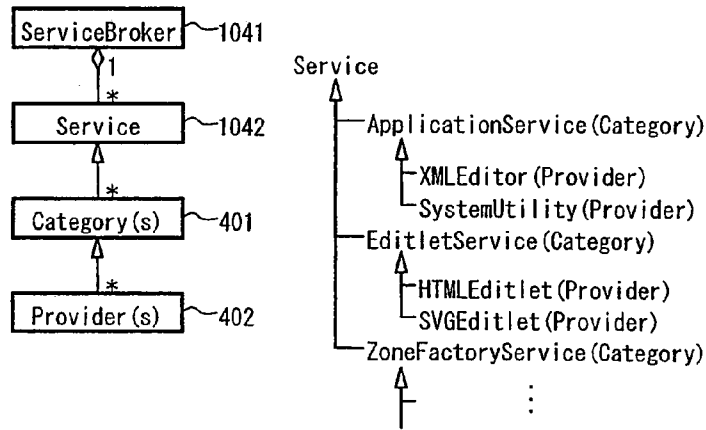 ServiceBroker 1041
1
*
Service 1042
*
Category(s) 401
*
Provider(s) 402
Service
ApplicationService(Category)
XMLEditor(Provider)
SystemUtility(Provider)
EditletService(Category)
HTMLEditlet(Provider)
SVGEditlet(Provider)
ZoneFactoryService(Category)